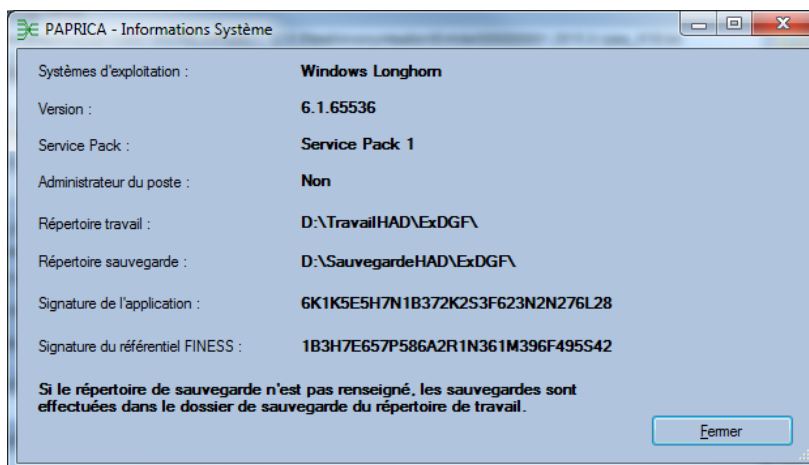 PAPRICA - Informations Système
Systèmes d'exploitation : Windows Longhorn
Version : 6.1.65536
Service Pack : Service Pack 1
Administrateur du poste : Non
Répertoire travail : D:\TravailHAD\ExDGF\
Répertoire sauvegarde : D:\SauvegardeHAD\ExDGF\
Signature de l'application : 6K1K5E5H7N1B372K2S3F623N2N276L28
Signature du référentiel FINESS : 1B3H7E657P586A2R1N361M396F495S42
Si le répertoire de sauvegarde n'est pas renseigné, les sauvegardes sont
effectuées dans le dossier de sauvegarde du répertoire de travail.
Fermer